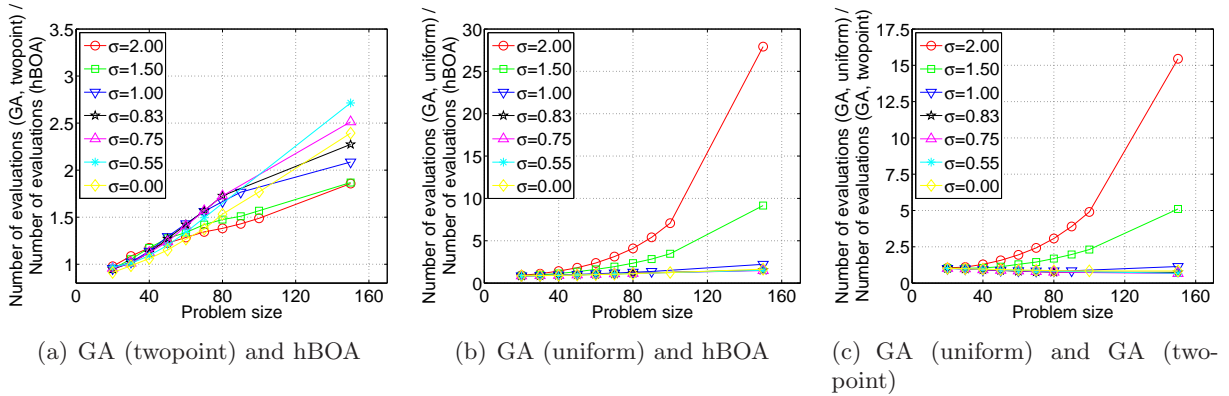 Number of evaluations (GA, twopoint) /
Number of evaluations (hBOA)
3.5
3
2.5
2
1.5
1
σ=2.00
σ=1.50
σ=1.00
σ=0.83
σ=0.75
σ=0.55
σ=0.00
0 40 80 120 160
Problem size
(a) GA (twopoint) and hBOA
Number of evaluations (GA, uniform) /
Number of evaluations (hBOA)
30
25
20
15
10
5
0
σ=2.00
σ=1.50
σ=1.00
σ=0.83
σ=0.75
σ=0.55
σ=0.00
0 40 80 120 160
Problem size
(b) GA (uniform) and hBOA
Number of evaluations (GA, uniform) /
Number of evaluations (GA, twopoint)
17.5
15
12.5
10
7.5
5
2.5
0
σ=2.00
σ=1.50
σ=1.00
σ=0.83
σ=0.75
σ=0.55
σ=0.00
0 40 80 120 160
Problem size
(c) GA (uniform) and GA (two-
point)